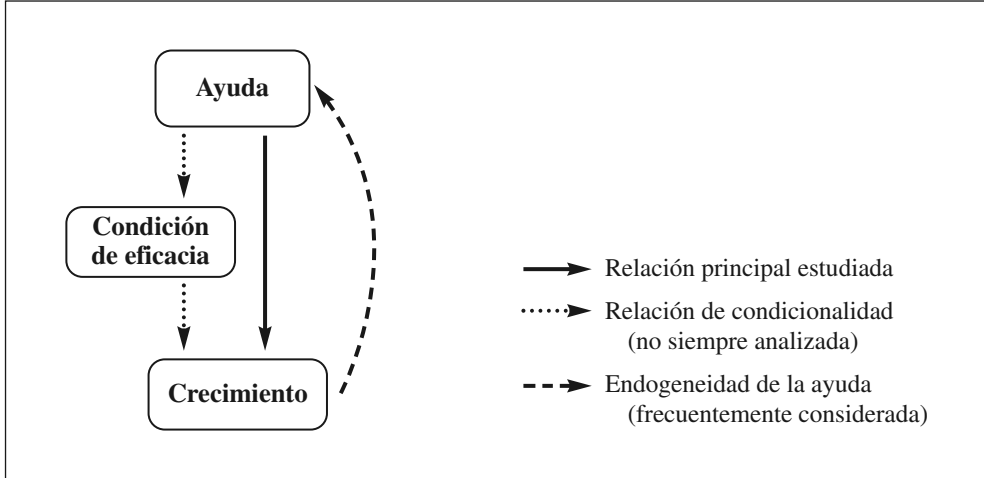 Ayuda
Condición
de eficacia
Crecimiento
Relación principal estudiada
Relación de condicionalidad
(no siempre analizada)
Endogeneidad de la ayuda
(frecuentemente considerada)